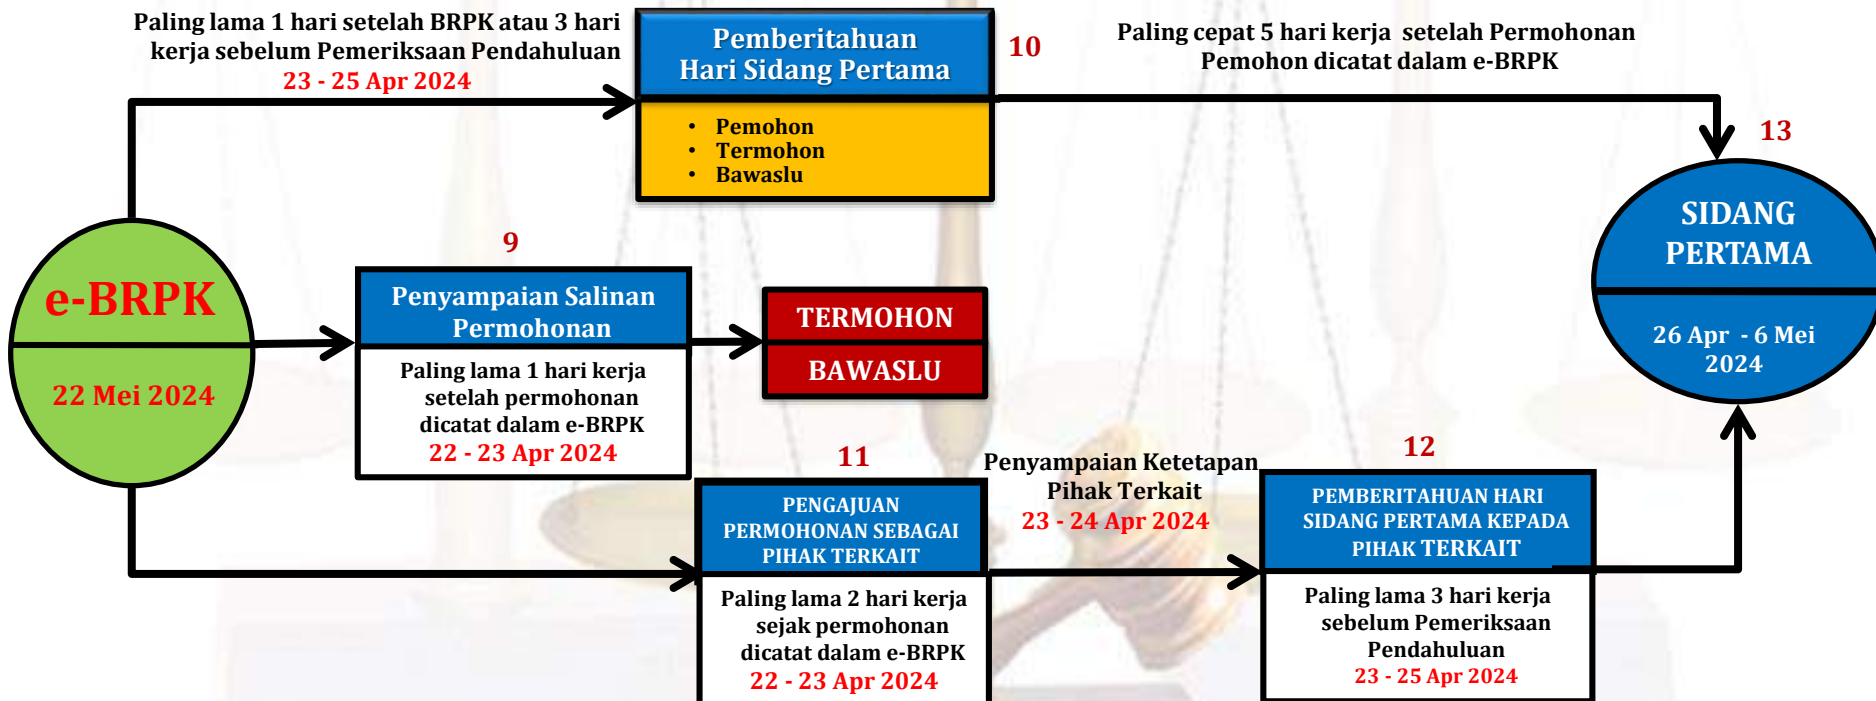 Paling lama 1 hari setelah BRPK atau 3 hari
kerja sebelum Pemeriksaan Pendahuluan
23 - 25 Apr 2024
Pemberitahuan
Hari Sidang Pertama
10
• Pemohon
• Termohon
• Bawaslu
Paling cepat 5 hari kerja setelah Permohonan
Pemohon dicatat dalam e-BRPK
13
SIDANG
PERTAMA
26 Apr - 6 Mei
2024
e-BRPK
22 Mei 2024
9
Penyampaian Salinan
Permohonan
Paling lama 1 hari kerja
setelah permohonan
dicatat dalam e-BRPK
22 - 23 Apr 2024
TERMOHON
BAWASLU
11
PENGAJUAN
PERMOHONAN SEBAGAI
PIHAK TERKAIT
Paling lama 2 hari kerja
sejak permohonan
dicatat dalam e-BRPK
22 - 23 Apr 2024
Penyampaian Ketetapan
Pihak Terkait
23 - 24 Apr 2024
12
PEMBERITAHUAN HARI
SIDANG PERTAMA KEPADA
PIHAK TERKAIT
Paling lama 3 hari kerja
sebelum Pemeriksaan
Pendahuluan
23 - 25 Apr 2024